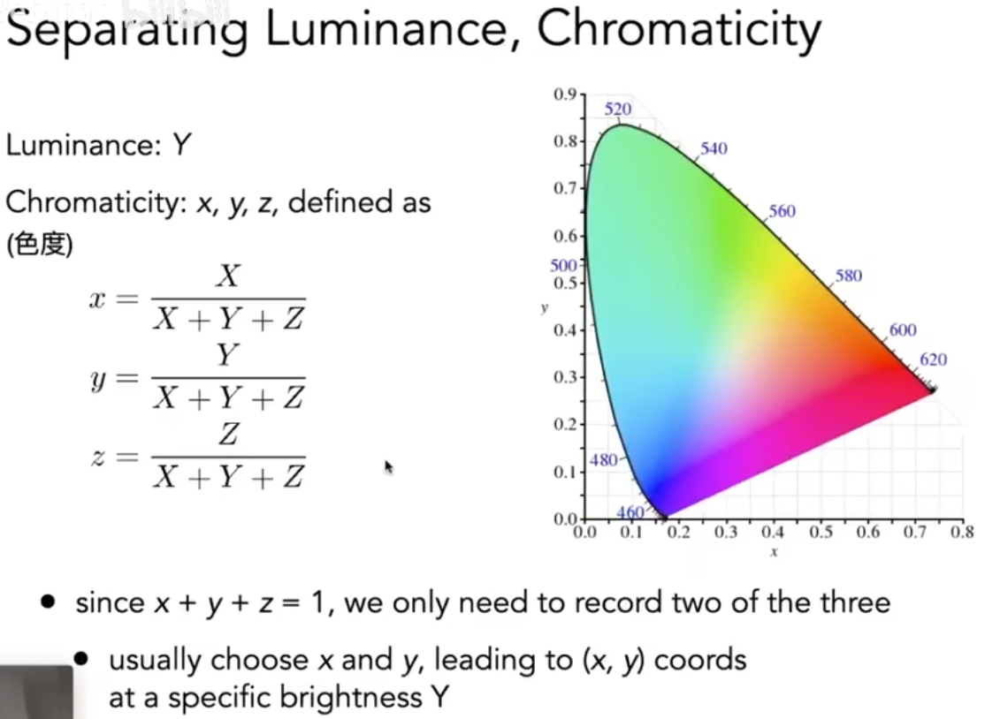 Separating Luminance, Chromaticity
Luminance: Y
Chromaticity: x, y, z, defined as
(色度)
x = X / (X + Y + Z)
y = Y / (X + Y + Z)
z = Z / (X + Y + Z)
0.9
520
0.8
540
0.7
560
0.6
500
580
0.5
y
0.4
600
620
0.3
0.2
480
0.1
460
0.0
0.0 0.1 0.2 0.3 0.4 0.5 0.6 0.7 0.8
x
• since x + y + z = 1, we only need to record two of the three
• usually choose x and y, leading to (x, y) coords
at a specific brightness Y